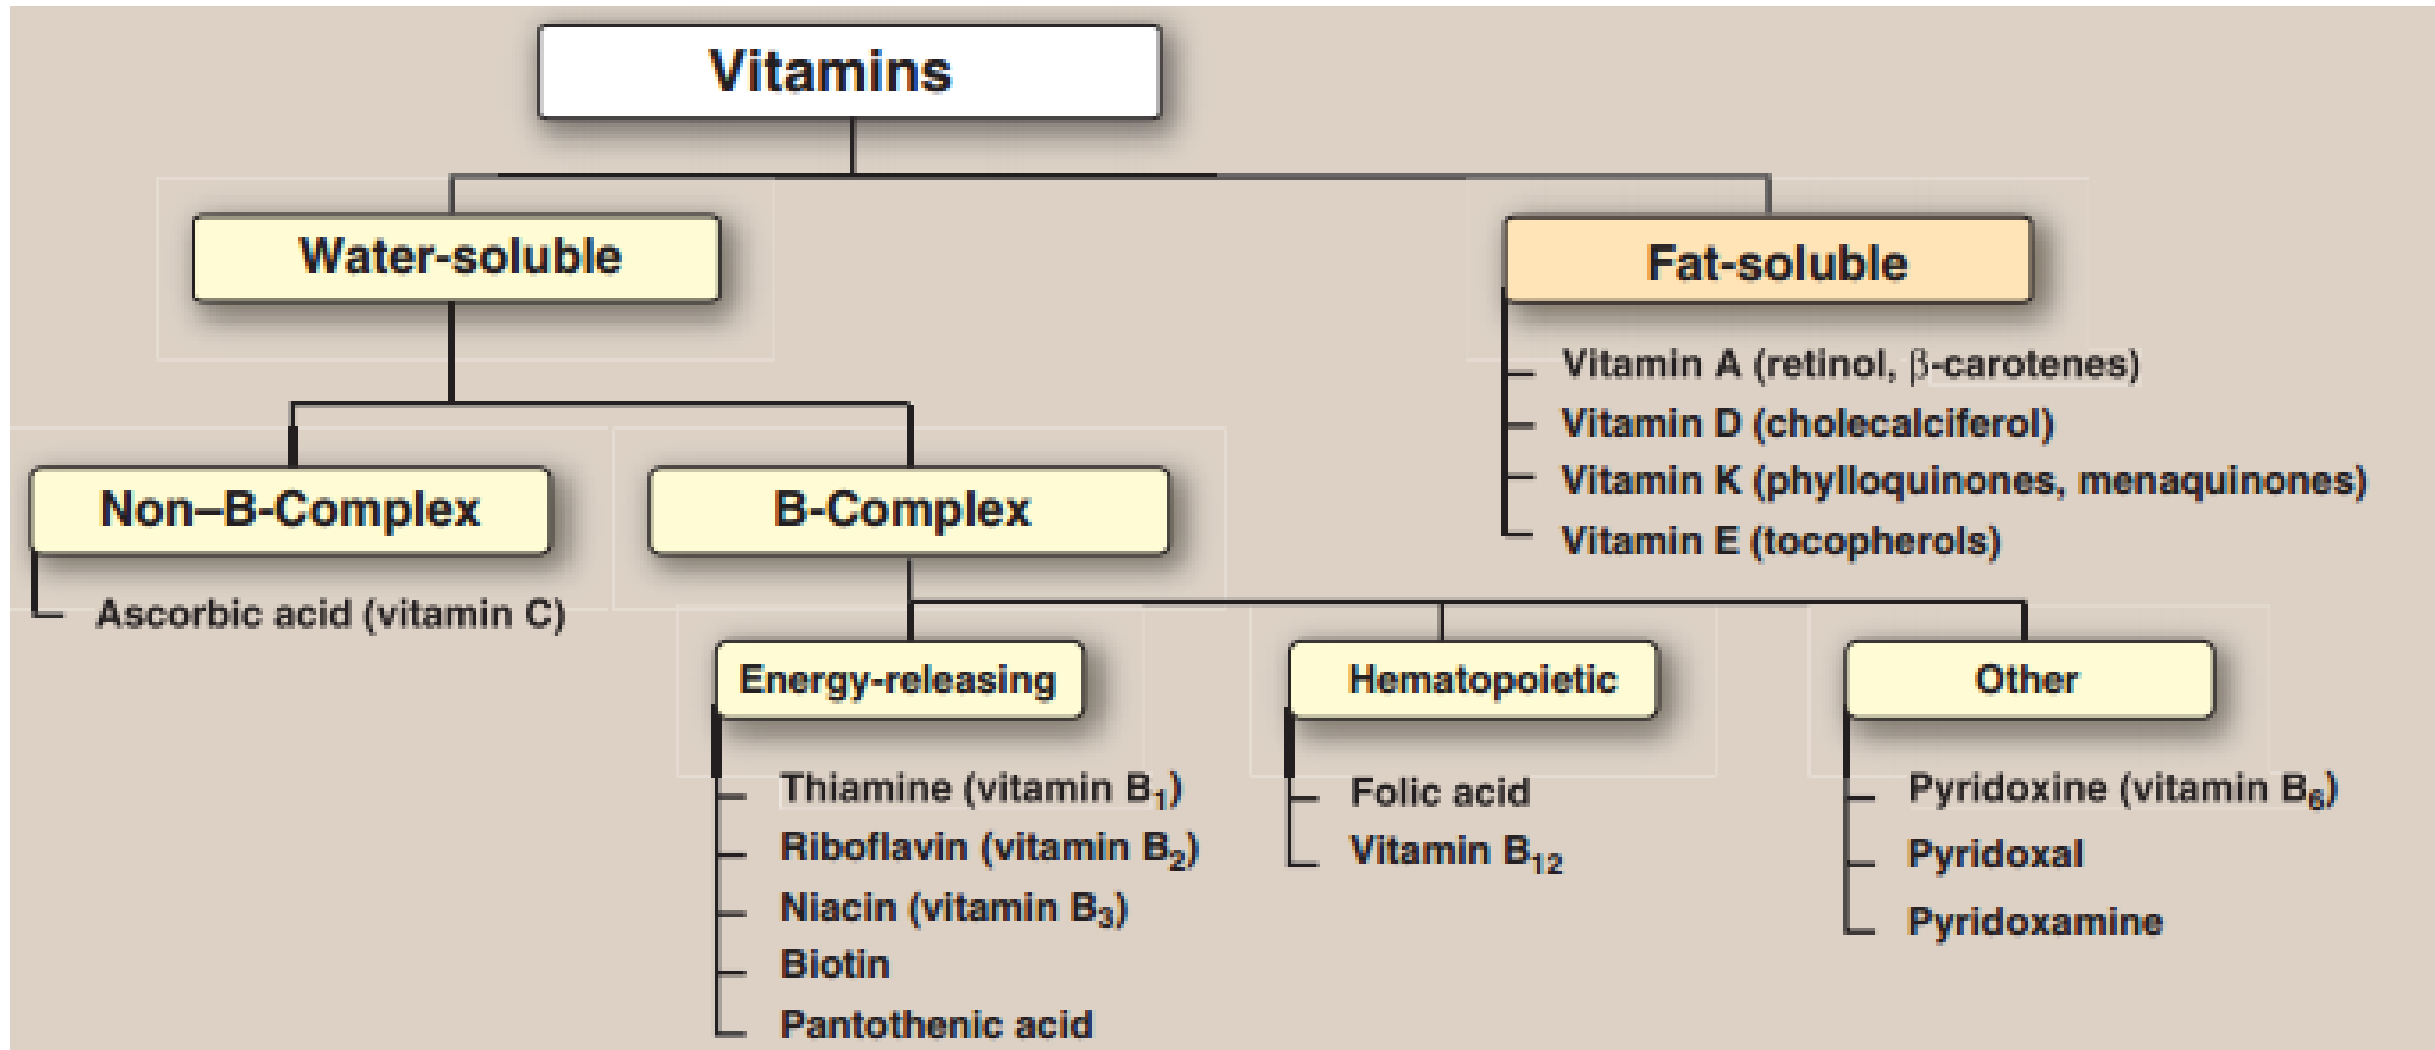 Vitamins
Water-soluble
Fat-soluble
Vitamin A (retinol, β-carotenes)
Vitamin D (cholecalciferol)
Vitamin K (phylloquinones, menaquinones)
Vitamin E (tocopherols)
Non–B-Complex
Ascorbic acid (vitamin C)
B-Complex
Energy-releasing
Thiamine (vitamin B₁)
Riboflavin (vitamin B₂)
Niacin (vitamin B₃)
Biotin
Pantothenic acid
Hematopoietic
Folic acid
Vitamin B₁₂
Other
Pyridoxine (vitamin B₆)
Pyridoxal
Pyridoxamine